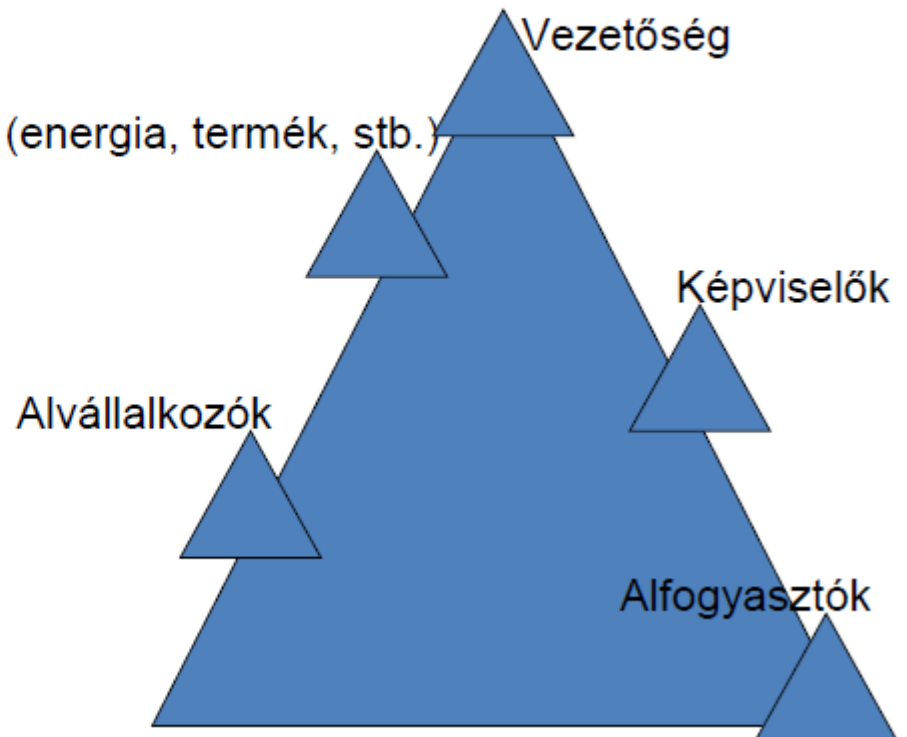 Vezetőség
(energia, termék, stb.)
Képviselők
Alvállalkozók
Alfogyasztók